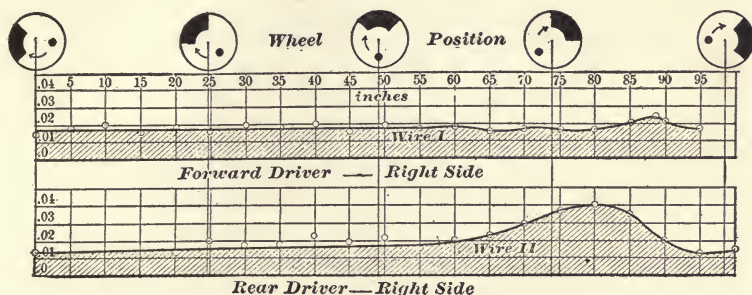 Wheel Position
5 10 15 20 25 30 35 40 45 50 55 60 65 70 75 80 85 90 95
inches
.04
.03
.02
.01
0
Wire I
Forward Driver — Right Side
.04
.03
.02
.01
0
Wire II
Rear Driver — Right Side